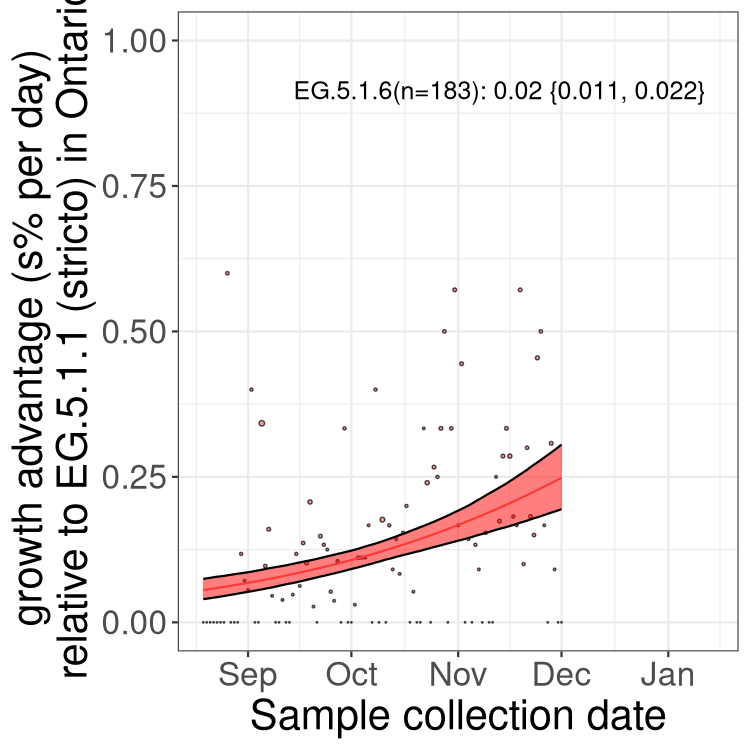 growth advantage (s% per day)
relative to EG.5.1.1 (stricto) in Ontario
1.00
0.75
0.50
0.25
0.00
EG.5.1.6(n=183): 0.02 {0.011, 0.022}
Sep Oct Nov Dec Jan
Sample collection date